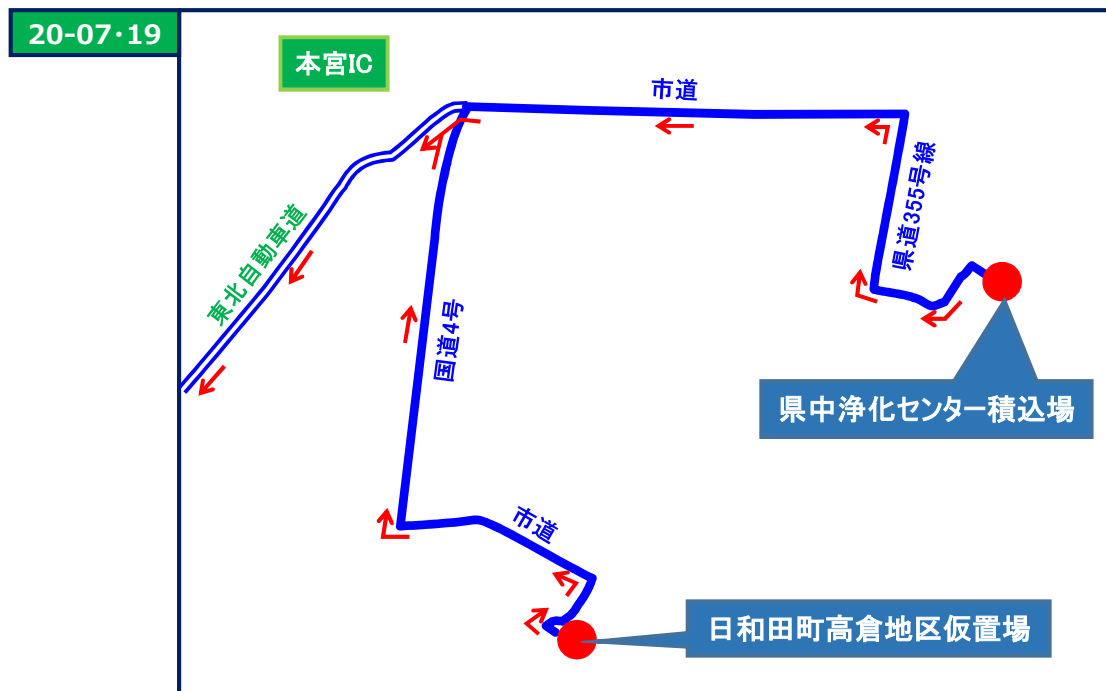 20-07・19
本宮IC
市道
県道355号線
東北自動車道
国道4号
県中浄化センター積込場
市道
日和田町高倉地区仮置場